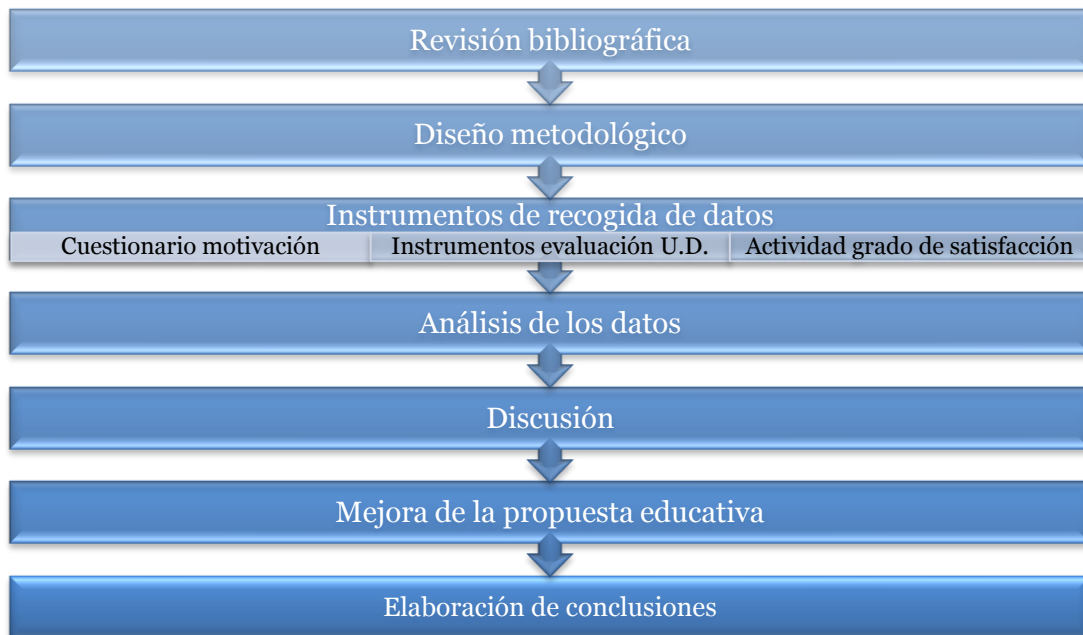 Revisión bibliográfica
Diseño metodológico
Instrumentos de recogida de datos
Cuestionario motivación
Instrumentos evaluación U.D.
Actividad grado de satisfacción
Análisis de los datos
Discusión
Mejora de la propuesta educativa
Elaboración de conclusiones